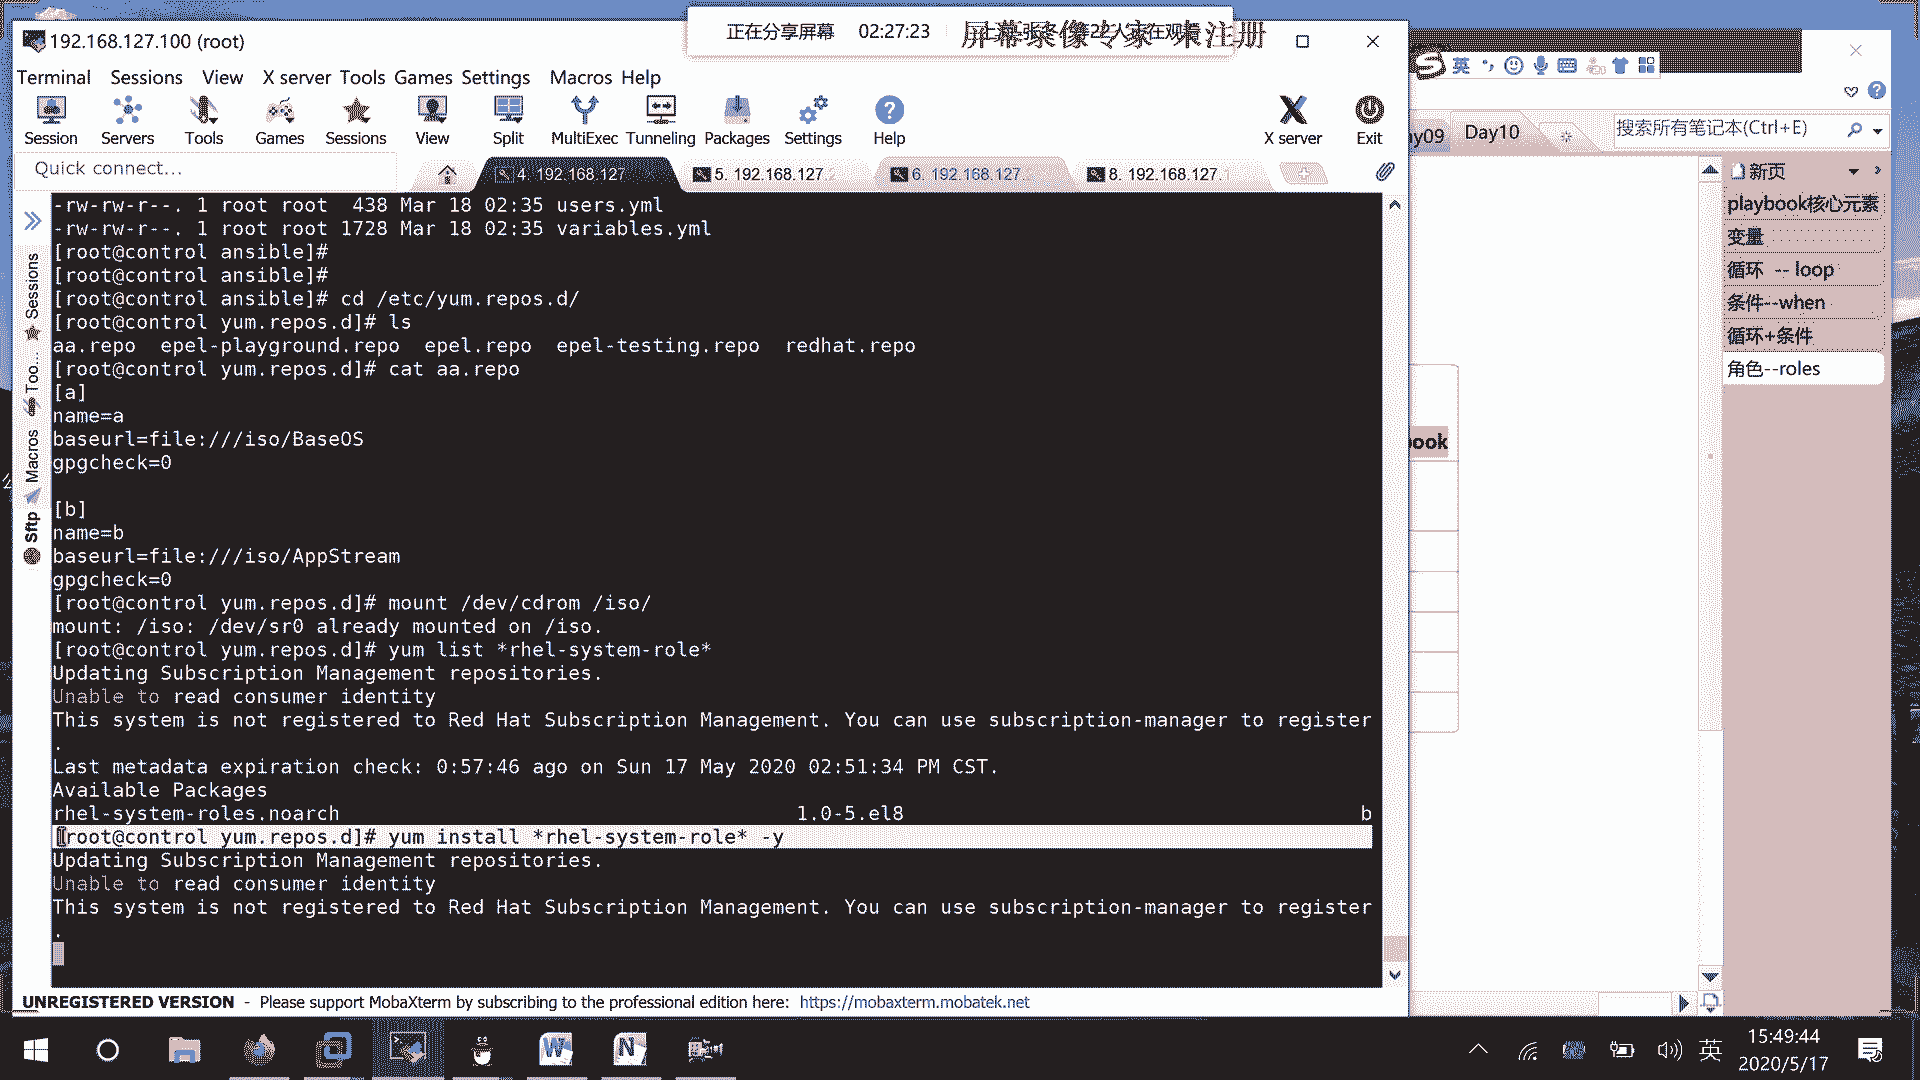 正在分享屏幕 02:27:23
屏幕录像专家 未注册
192.168.127.100 (root)
Terminal Sessions View X server Tools Games Settings Macros Help
Session Servers Tools Games Sessions View Split MultiExec Tunneling Packages Settings Help X server Exit
Quick connect...
4. 192.168.127
5. 192.168.127.
6. 192.168.127.
8. 192.168.127.1
-rw-rw-r--. 1 root root  438 Mar 18 02:35 users.yml
-rw-rw-r--. 1 root root 1728 Mar 18 02:35 variables.yml
[root@control ansible]#
[root@control ansible]#
[root@control ansible]# cd /etc/yum.repos.d/
[root@control yum.repos.d]# ls
aa.repo  epel-playground.repo  epel.repo  epel-testing.repo  redhat.repo
[root@control yum.repos.d]# cat aa.repo
[a]
name=a
baseurl=file:///iso/BaseOS
gpgcheck=0
[b]
name=b
baseurl=file:///iso/AppStream
gpgcheck=0
[root@control yum.repos.d]# mount /dev/cdrom /iso/
mount: /iso: /dev/sr0 already mounted on /iso.
[root@control yum.repos.d]# yum list *rhel-system-role*
Updating Subscription Management repositories.
Unable to read consumer identity
This system is not registered to Red Hat Subscription Management. You can use subscription-manager to register
.
Last metadata expiration check: 0:57:46 ago on Sun 17 May 2020 02:51:34 PM CST.
Available Packages
rhel-system-roles.noarch 1.0-5.el8 b
[root@control yum.repos.d]# yum install *rhel-system-role* -y
Updating Subscription Management repositories.
Unable to read consumer identity
This system is not registered to Red Hat Subscription Management. You can use subscription-manager to register
.
Sessions
Too...
Macros
Sftp
UNREGISTERED VERSION - Please support MobaXterm by subscribing to the professional edition here: https://mobaxterm.mobatek.net
英
ay09 Day10
搜索所有笔记本(Ctrl+E)
新页
playbook核心元素
变量
循环 -- loop
条件--when
循环+条件
角色--roles
book
英
15:49:44
2020/5/17